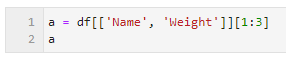 1 a = df[['Name', 'Weight']][1:3]
2 a